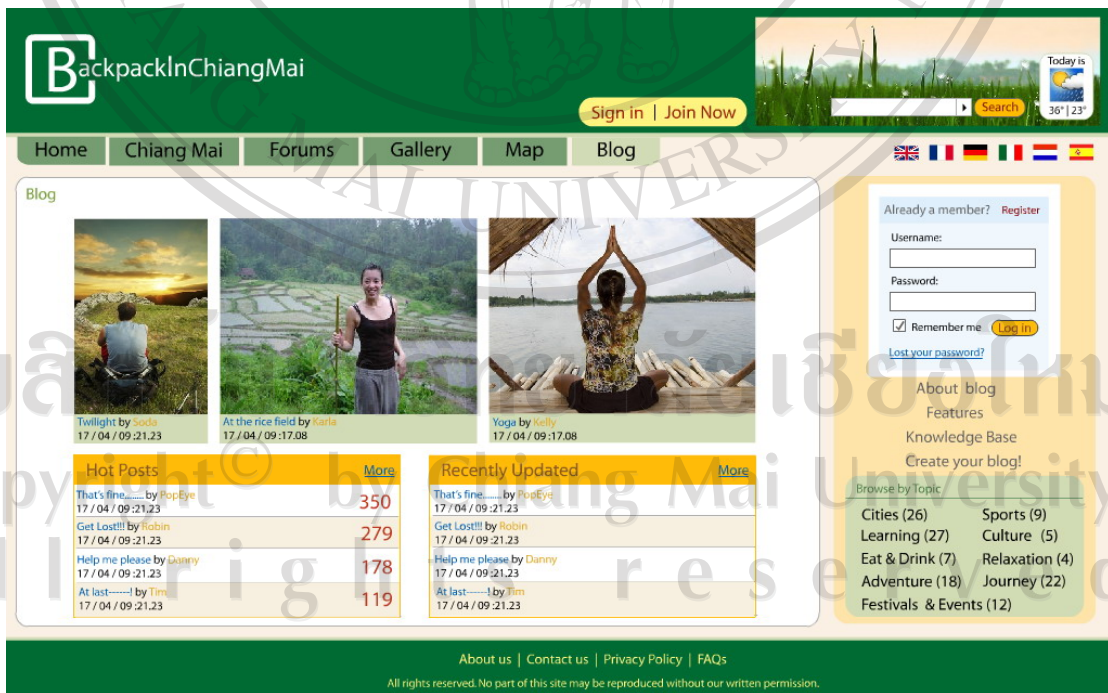 BackpackInChiangMai
Sign in | Join Now
Search
Today is
36° | 23°
Home Chiang Mai Forums Gallery Map Blog
Blog
Twilight by Soda
17 / 04 / 09 :21.23
At the rice field by Karla
17 / 04 / 09 :17.08
Yoga by Kelly
17 / 04 / 09 :17.08
Hot Posts More
That's fine........ by PopEye
17 / 04 / 09 :21.23
350
Get Lost!!! by Robin
17 / 04 / 09 :21.23
279
Help me please by Danny
17 / 04 / 09 :21.23
178
At last------! by Tim
17 / 04 / 09 :21.23
119
Recently Updated More
That's fine........ by PopEye
17 / 04 / 09 :21.23
Get Lost!!! by Robin
17 / 04 / 09 :21.23
Help me please by Danny
17 / 04 / 09 :21.23
At last------! by Tim
17 / 04 / 09 :21.23
Already a member? Register
Username:
Password:
Remember me Log in
Lost your password?
About blog
Features
Knowledge Base
Create your blog!
Browse by Topic
Cities (26) Sports (9)
Learning (27) Culture (5)
Eat & Drink (7) Relaxation (4)
Adventure (18) Journey (22)
Festivals & Events (12)
About us | Contact us | Privacy Policy | FAQs
All rights reserved. No part of this site may be reproduced without our written permission.
ANG MAI UNIVERSITY
by Chiang Mai University